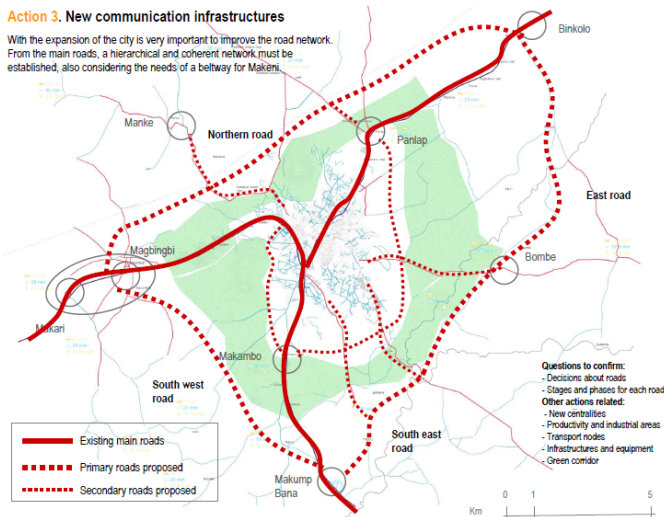 Action 3. New communication infrastructures
With the expansion of the city is very important to improve the road network.
From the main roads, a hierarchical and coherent network must be
established, also considering the needs of a beltway for Makeni.
Binkolo
Manke
Northern road
Panlap
East road
Magbingbi
Bombe
Makari
Makambo
South west
road
South east
road
Makump
Bana
Questions to confirm:
- Decisions about roads
- Stages and phases for each road
Other actions related:
- New centralities
- Productivity and industrial areas
- Transport nodes
- Infrastructures and equipment
- Green corridor
Existing main roads
Primary roads proposed
Secondary roads proposed
Km
0 1 5